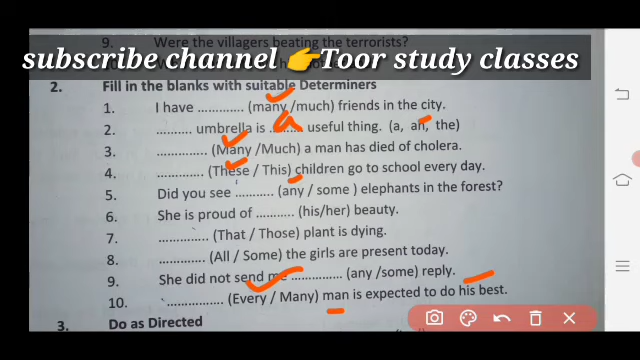 9. Were the villagers beating the terrorists?
subscribe channel 👉Toor study classes
2. Fill in the blanks with suitable Determiners
1. I have ............ (many /much) friends in the city.
2. ......... umbrella is ......... useful thing. (a, an, the)
a
3. ............. (Many /Much) a man has died of cholera.
4. ............ (These / This) children go to school every day.
5. Did you see .......... (any / some ) elephants in the forest?
6. She is proud of .......... (his/her) beauty.
7. ............. (That / Those) plant is dying.
8. ............ (All / Some) the girls are present today.
9. She did not send me ............. (any /some) reply.
10. ............... (Every / Many) man is expected to do his best.
3. Do as Directed